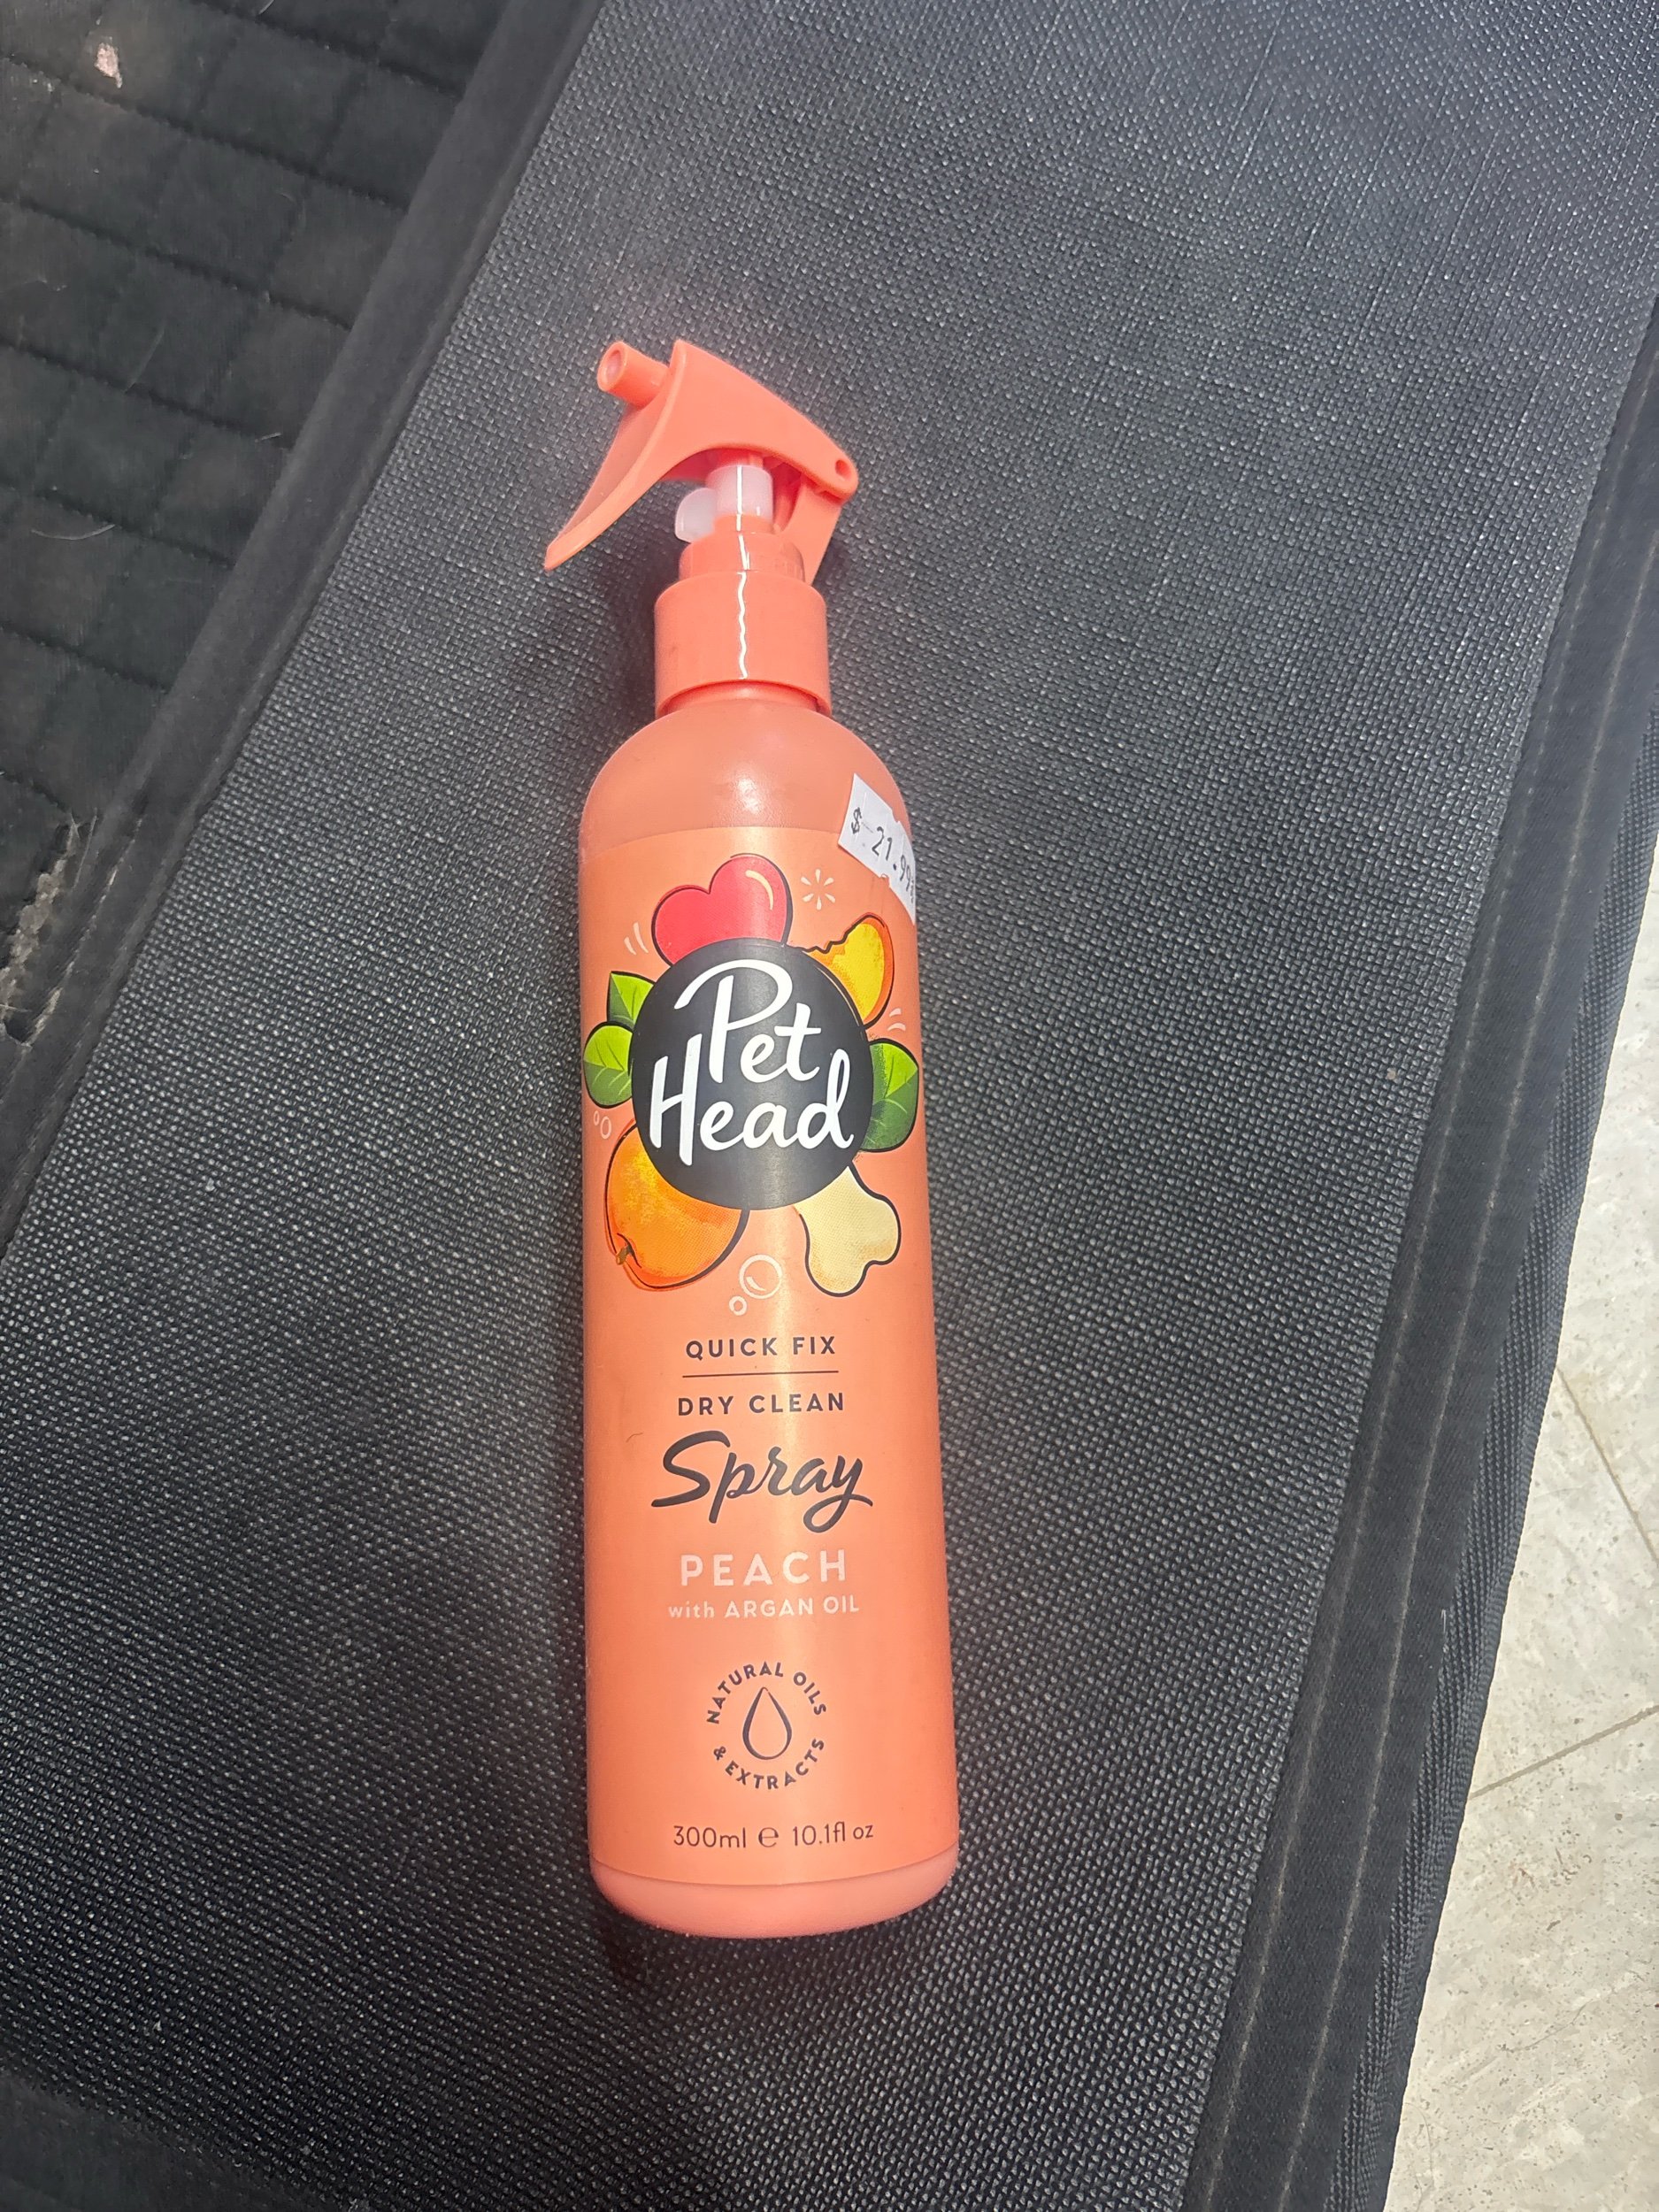 $ 21.99
Pet
Head
QUICK FIX
DRY CLEAN
Spray
PEACH
with ARGAN OIL
NATURAL OILS
& EXTRACTS
300ml e 10.1fl oz